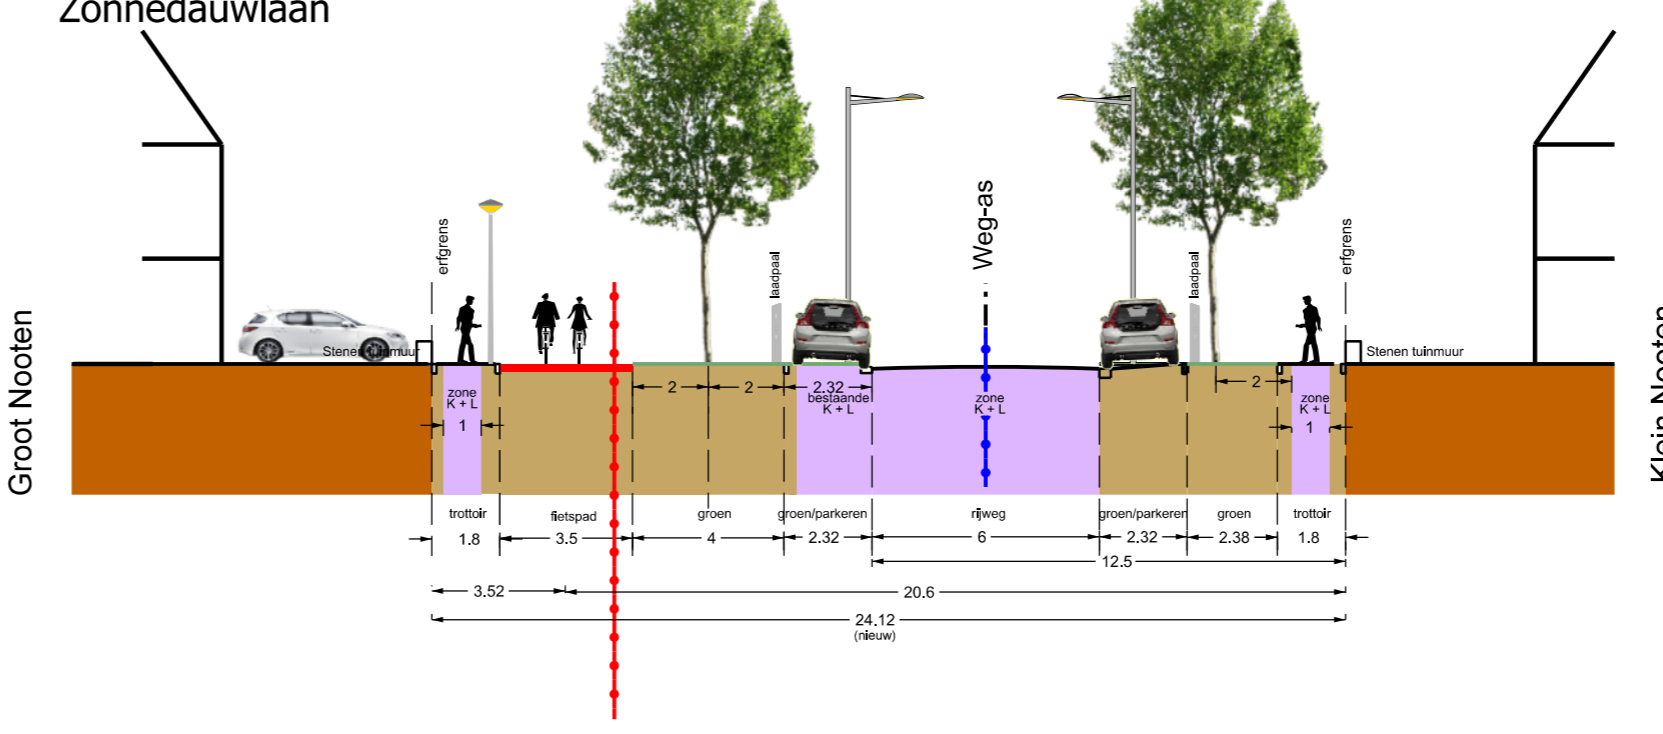 Zonnedauwlaan
Groot Nooten
erfgrens
laadpaal
Weg-as
laadpaal
erfgrens
Klein Nooten
Stenen tuinmuur
Stenen tuinmuur
zone
K + L
1
2
2
2.32
bestaande
K + L
zone
K + L
2
zone
K + L
1
trottoir
fietspad
groen
groen/parkeren
rijweg
groen/parkeren
groen
trottoir
1.8
3.5
4
2.32
6
2.32
2.38
1.8
12.5
3.52
20.6
24.12
(nieuw)